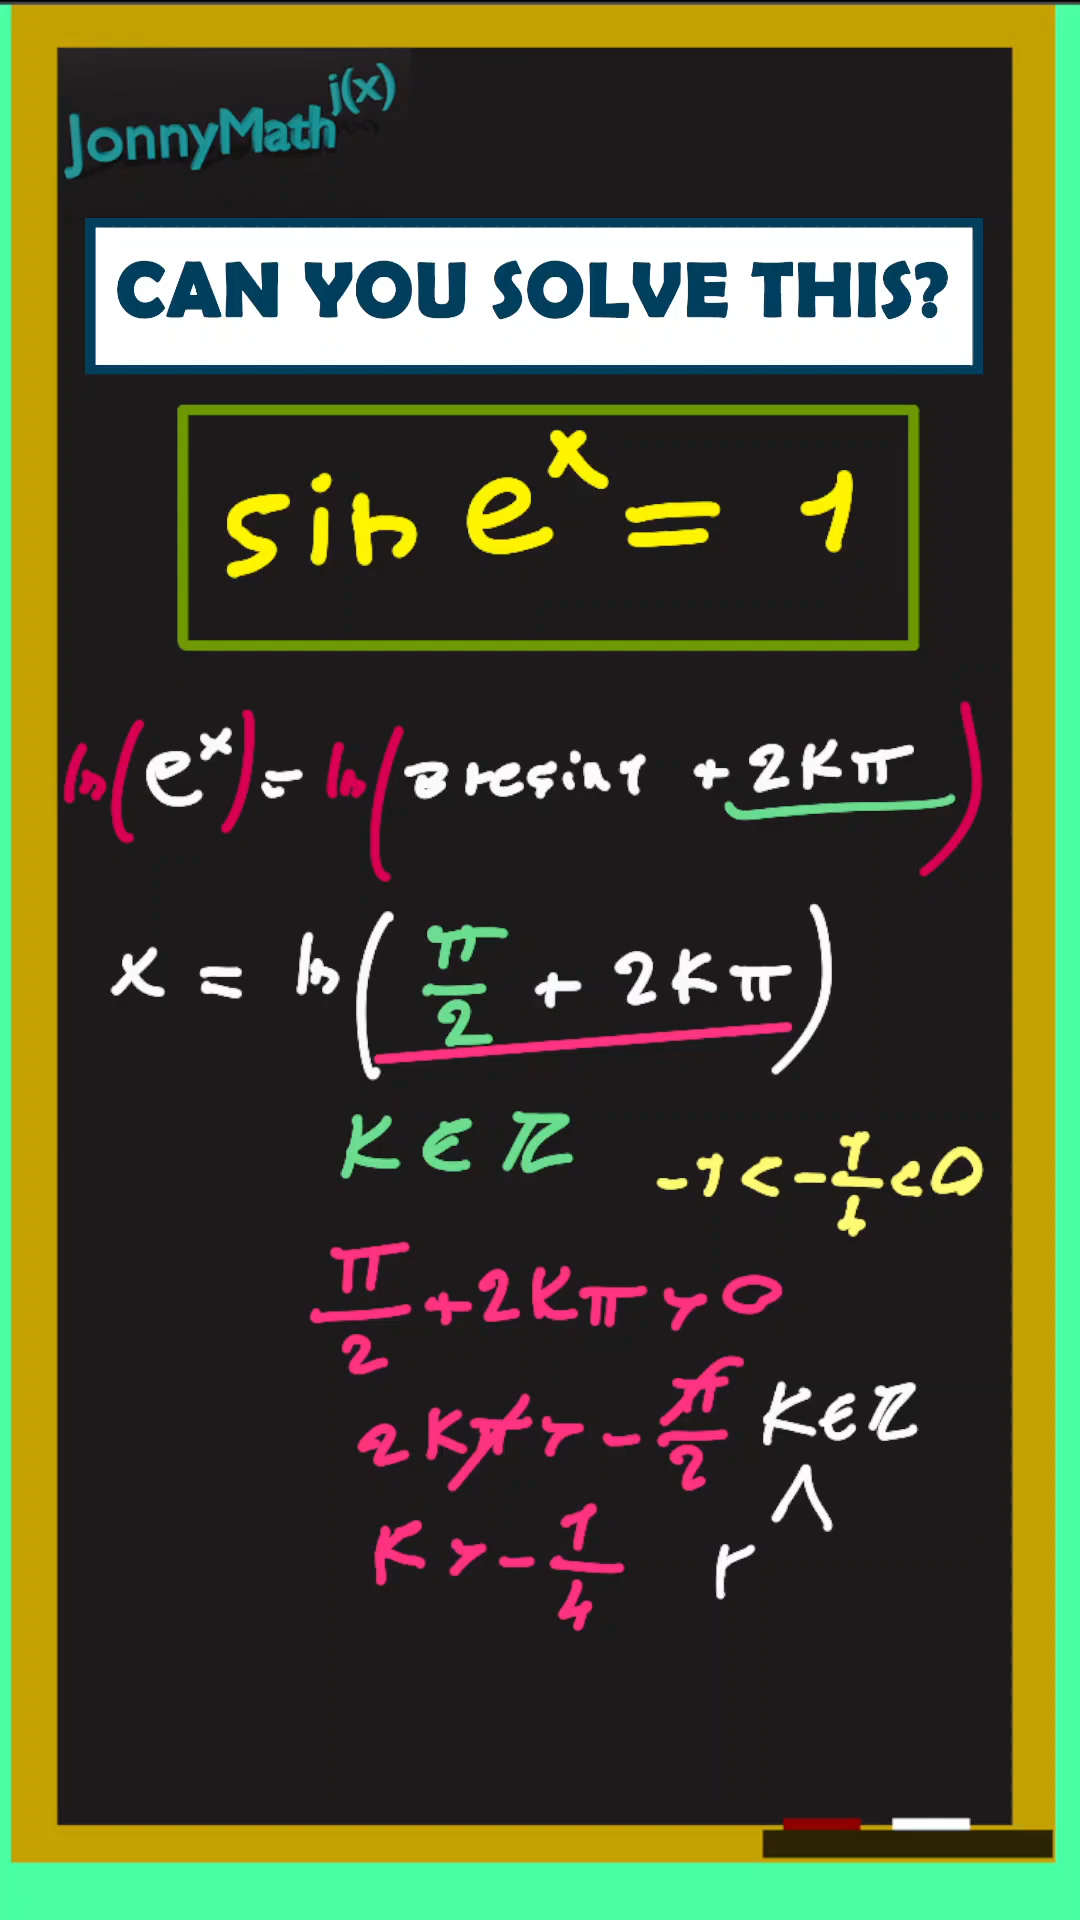 JonnyMath^j(x)
CAN YOU SOLVE THIS?
sin e^x = 1
ln(e^x) = ln(arcsin1 + 2Kπ)
x = ln(π/2 + 2Kπ)
K ∈ ℤ
-1 < -1/4 < 0
π/2 + 2Kπ > 0
2Kπ > -π/2 K ∈ ℤ
∧
K > -1/4